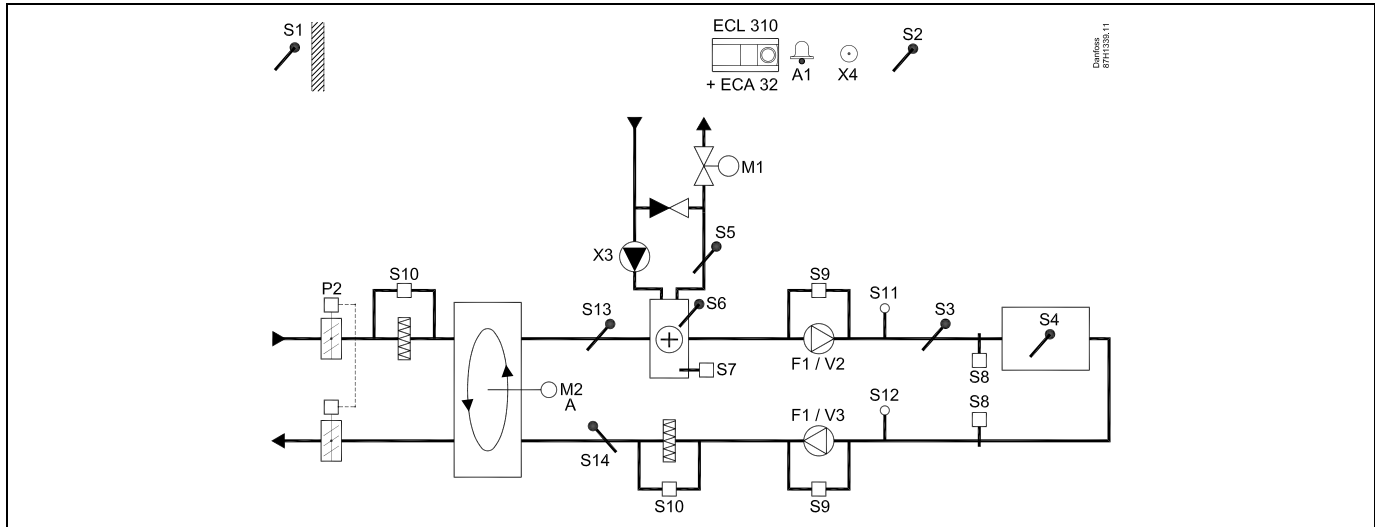 S1
ECL 310
+ ECA 32
A1
X4
S2
Danfoss
87H1339.11
M1
S5
X3
P2
S10
S13
S6
S9
S11
S3
S4
S7
F1 / V2
S8
M2
A
S12
S8
F1 / V3
S14
S10
S9